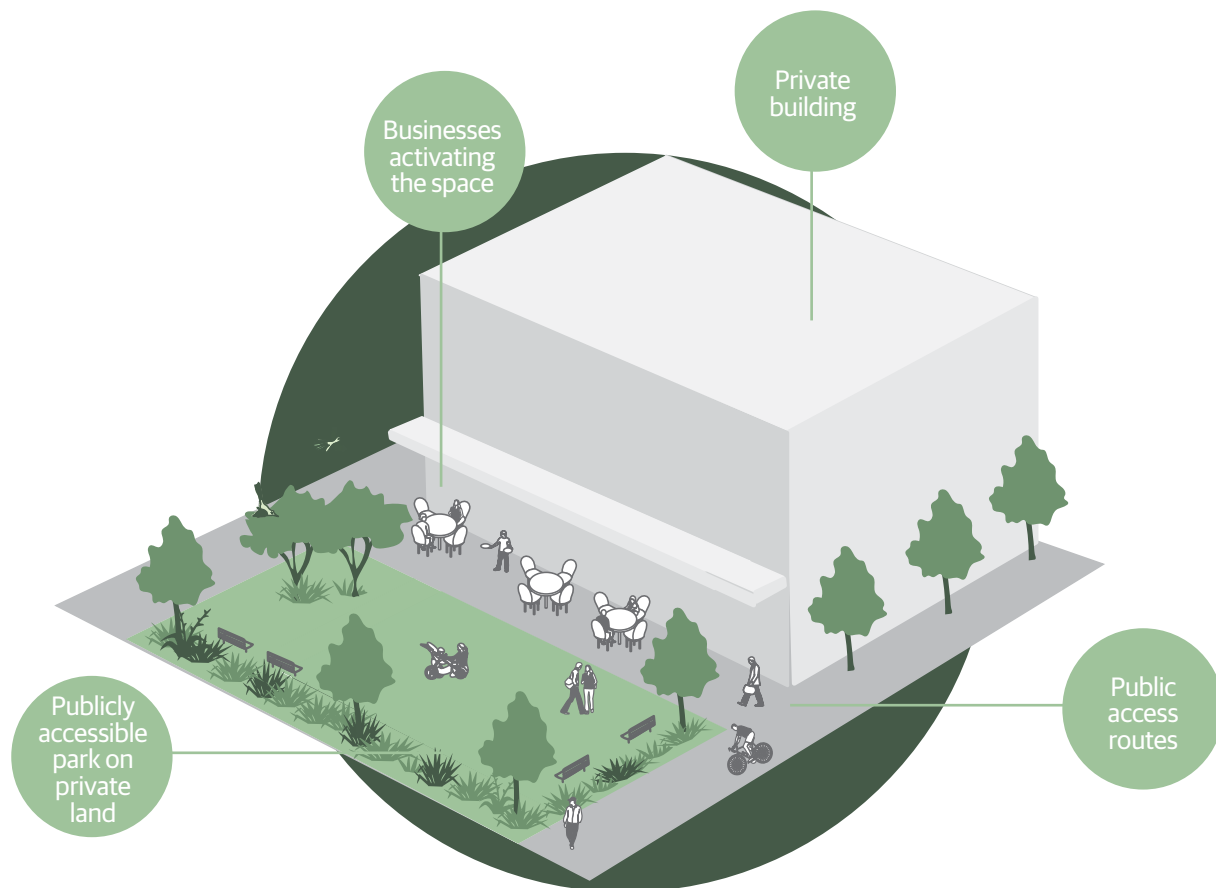 Private
building
Businesses
activating
the space
Publicly
accessible
park on
private
land
Public
access
routes